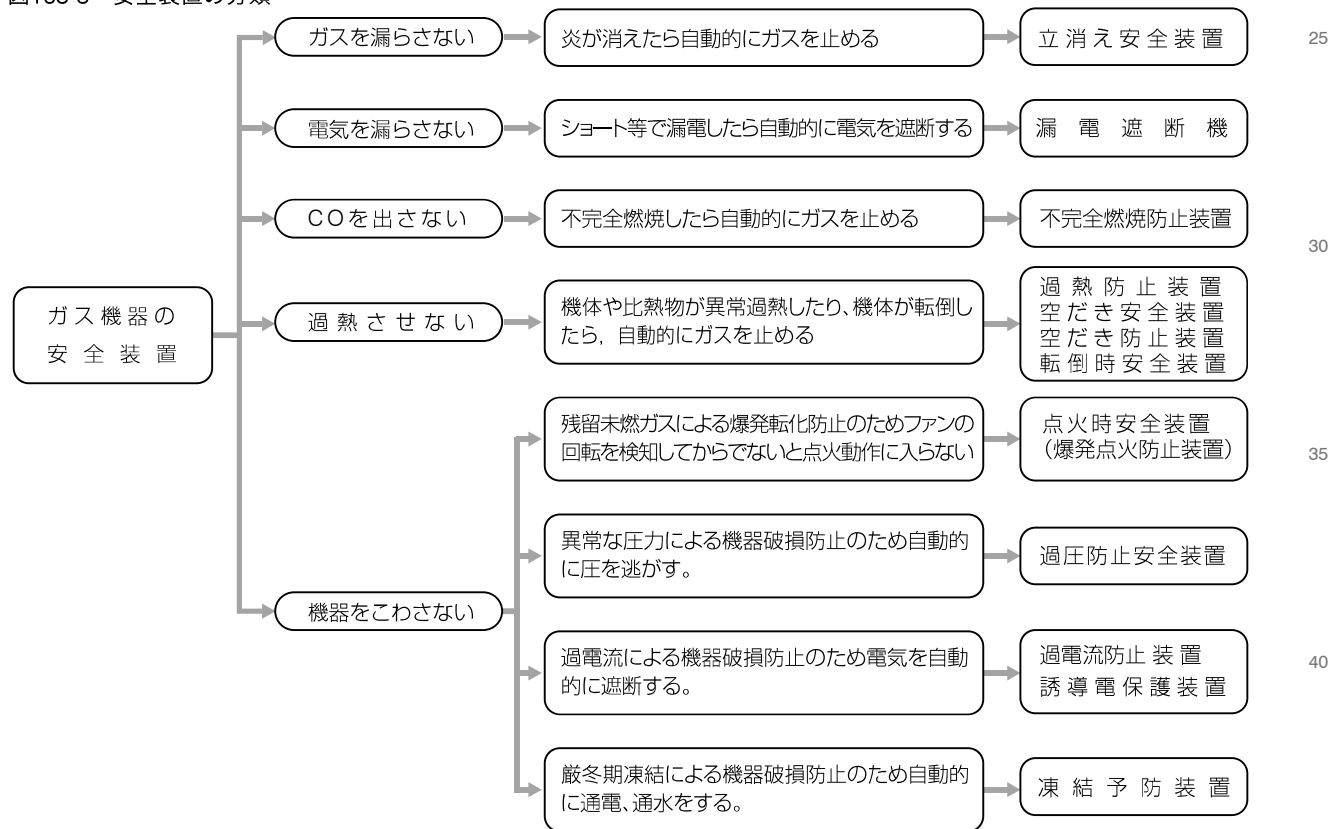 ガス機器の
安全装置
ガスを漏らさない
炎が消えたら自動的にガスを止める
立消え安全装置
25
電気を漏らさない
ショート等で漏電したら自動的に電気を遮断する
漏電遮断機
COを出さない
不完全燃焼したら自動的にガスを止める
不完全燃焼防止装置
30
過熱させない
機体や比熱物が異常過熱したり、機体が転倒し
たら，自動的にガスを止める
過熱防止装置
空だき安全装置
空だき防止装置
転倒時安全装置
機器をこわさない
残留未燃ガスによる爆発転化防止のためファンの
回転を検知してからでないと点火動作に入らない
点火時安全装置
（爆発点火防止装置）
35
異常な圧力による機器破損防止のため自動的
に圧を逃がす。
過圧防止安全装置
過電流による機器破損防止のため電気を自動
的に遮断する。
過電流防止装置
誘導電保護装置
40
厳冬期凍結による機器破損防止のため自動的
に通電、通水をする。
凍結予防装置